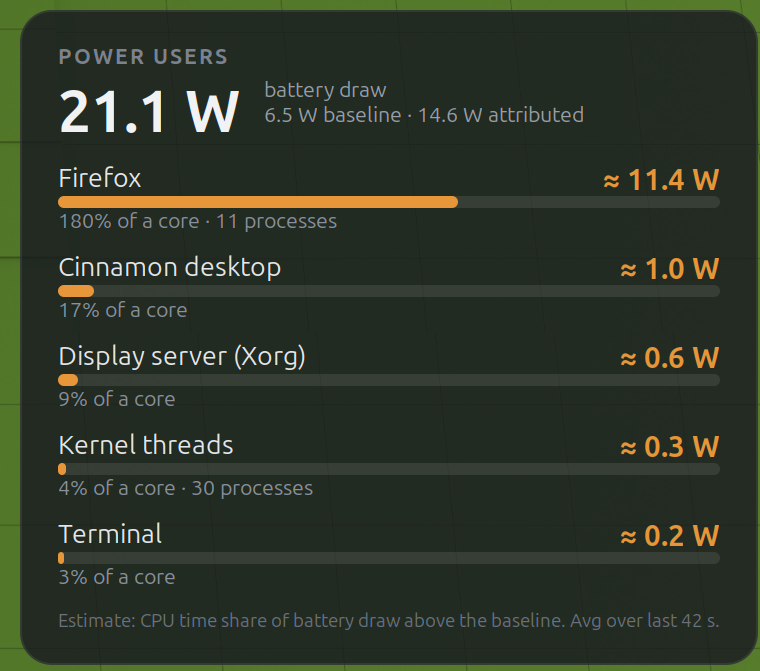 POWER USERS
21.1 W
battery draw
6.5 W baseline · 14.6 W attributed
Firefox
≈ 11.4 W
180% of a core · 11 processes
Cinnamon desktop
≈ 1.0 W
17% of a core
Display server (Xorg)
≈ 0.6 W
9% of a core
Kernel threads
≈ 0.3 W
4% of a core · 30 processes
Terminal
≈ 0.2 W
3% of a core
Estimate: CPU time share of battery draw above the baseline. Avg over last 42 s.